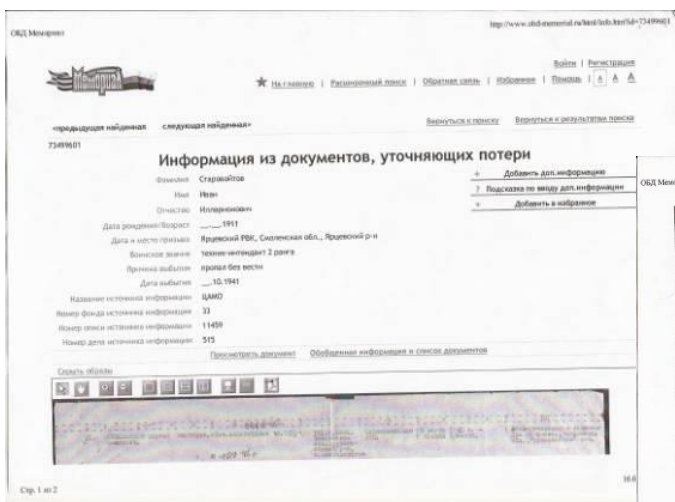 ОБД Мемориал
http://www.obd-memorial.ru/html/info.htm?id=73499601
Мемориал
Войти | Регистрация
На главную | Расширенный поиск | Обратная связь | Избранное | Помощь | А А А
«предыдущая найденная следующая найденная»
Вернуться к поиску Вернуться к результатам поиска
73499601
Информация из документов, уточняющих потери
Фамилия Старовойтов
Имя Иван
Отчество Илларионович
Дата рождения/Возраст __.__.1911
Дата и место призыва Ярцевский РВК, Смоленская обл., Ярцевский р-н
Воинское звание техник-интендант 2 ранга
Причина выбытия пропал без вести
Дата выбытия __.10.1941
Название источника информации ЦАМО
Номер фонда источника информации 33
Номер описи источника информации 11459
Номер дела источника информации 515
+ Добавить доп.информацию
? Подсказка по вводу доп.информации
+ Добавить в избранное
Просмотреть документ Обобщенная информация и список документов
Скрыть образы
Стр. 1 из 2
ОБД Мем